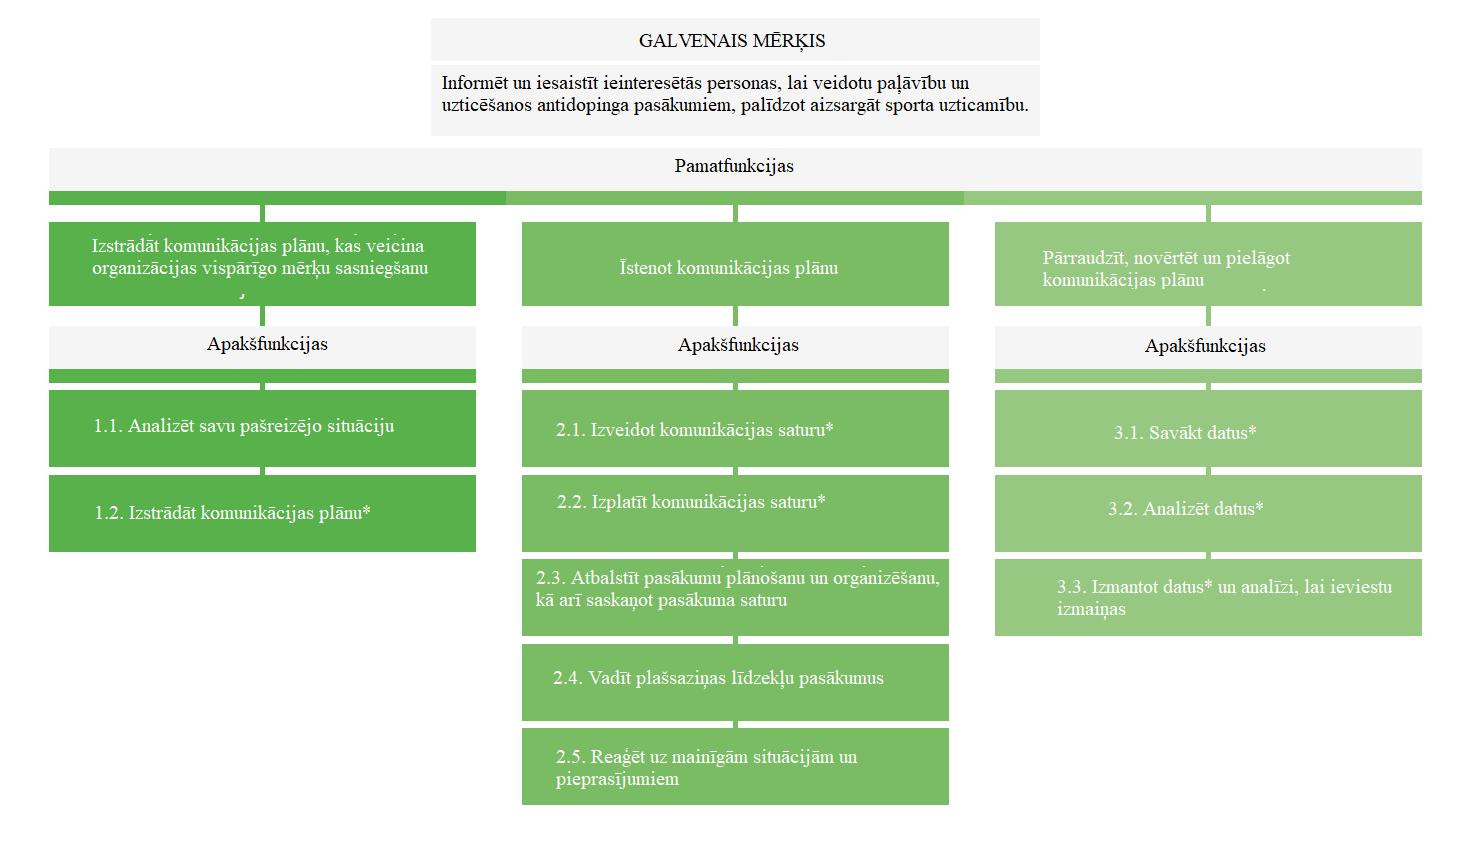 GALVENAIS MĒRĶIS
Informēt un iesaistīt ieinteresētās personas, lai veidotu paļāvību un
uzticēšanos antidopinga pasākumiem, palīdzot aizsargāt sporta uzticamību.
Pamatfunkcijas
Izstrādāt komunikācijas plānu, kas veicina
organizācijas vispārīgo mērķu sasniegšanu
Īstenot komunikācijas plānu
Pārraudzīt, novērtēt un pielāgot
komunikācijas plānu
Apakšfunkcijas
Apakšfunkcijas
Apakšfunkcijas
1.1. Analizēt savu pašreizējo situāciju
1.2. Izstrādāt komunikācijas plānu*
2.1. Izveidot komunikācijas saturu*
2.2. Izplatīt komunikācijas saturu*
2.3. Atbalstīt pasākumu plānošanu un organizēšanu,
kā arī saskaņot pasākuma saturu
2.4. Vadīt plašsaziņas līdzekļu pasākumus
2.5. Reaģēt uz mainīgām situācijām un
pieprasījumiem
3.1. Savākt datus*
3.2. Analizēt datus*
3.3. Izmantot datus* un analīzi, lai ieviestu
izmaiņas